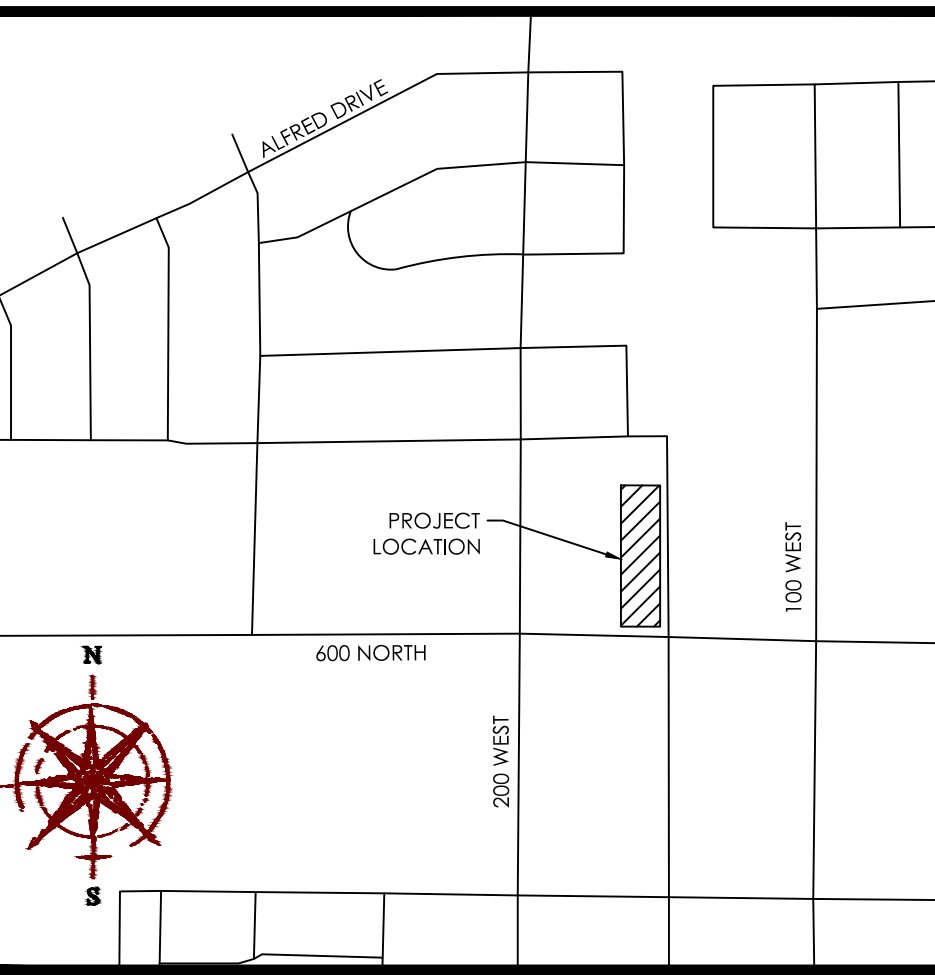 ALFRED DRIVE
PROJECT
LOCATION
100 WEST
600 NORTH
N
200 WEST
S